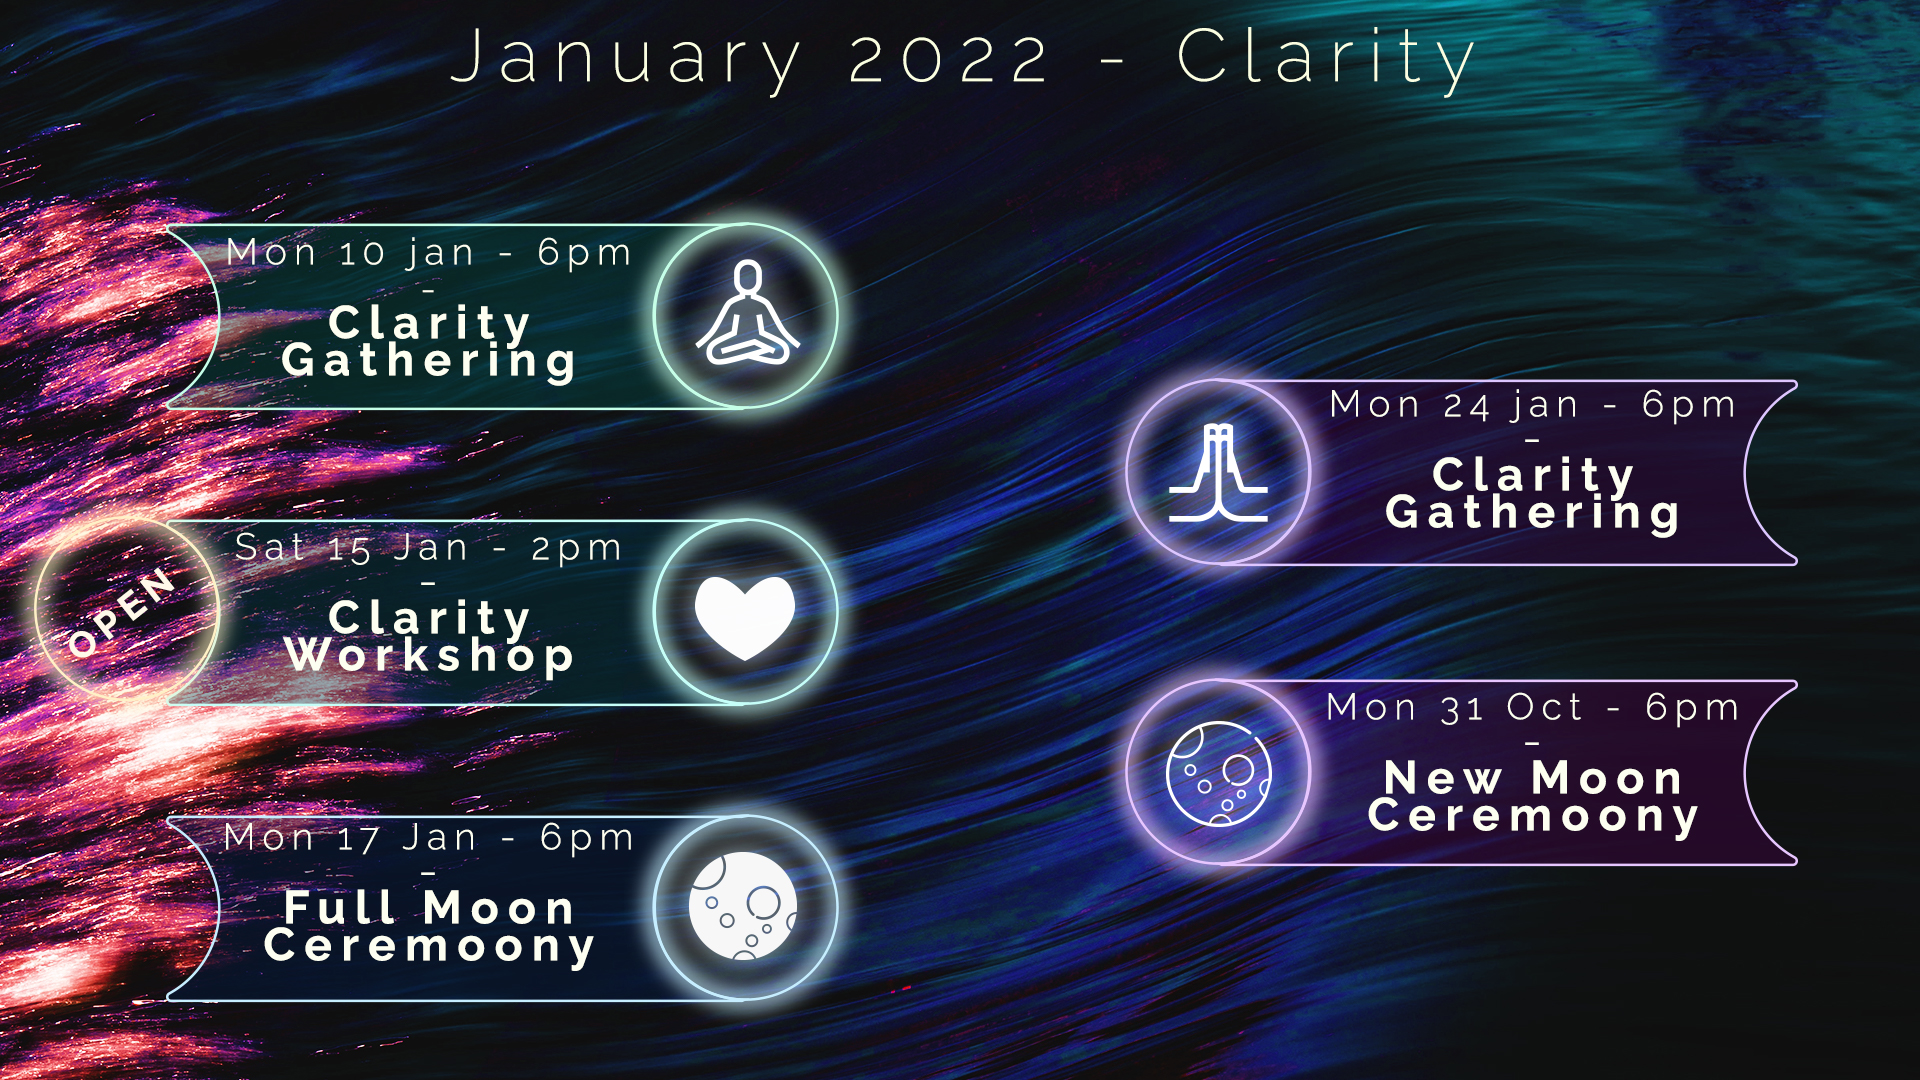 January 2022 - Clarity
Mon 10 jan - 6pm
-
Clarity
Gathering
OPEN
Sat 15 Jan - 2pm
-
Clarity
Workshop
Mon 17 Jan - 6pm
-
Full Moon
Ceremoony
Mon 24 jan - 6pm
-
Clarity
Gathering
Mon 31 Oct - 6pm
-
New Moon
Ceremoony